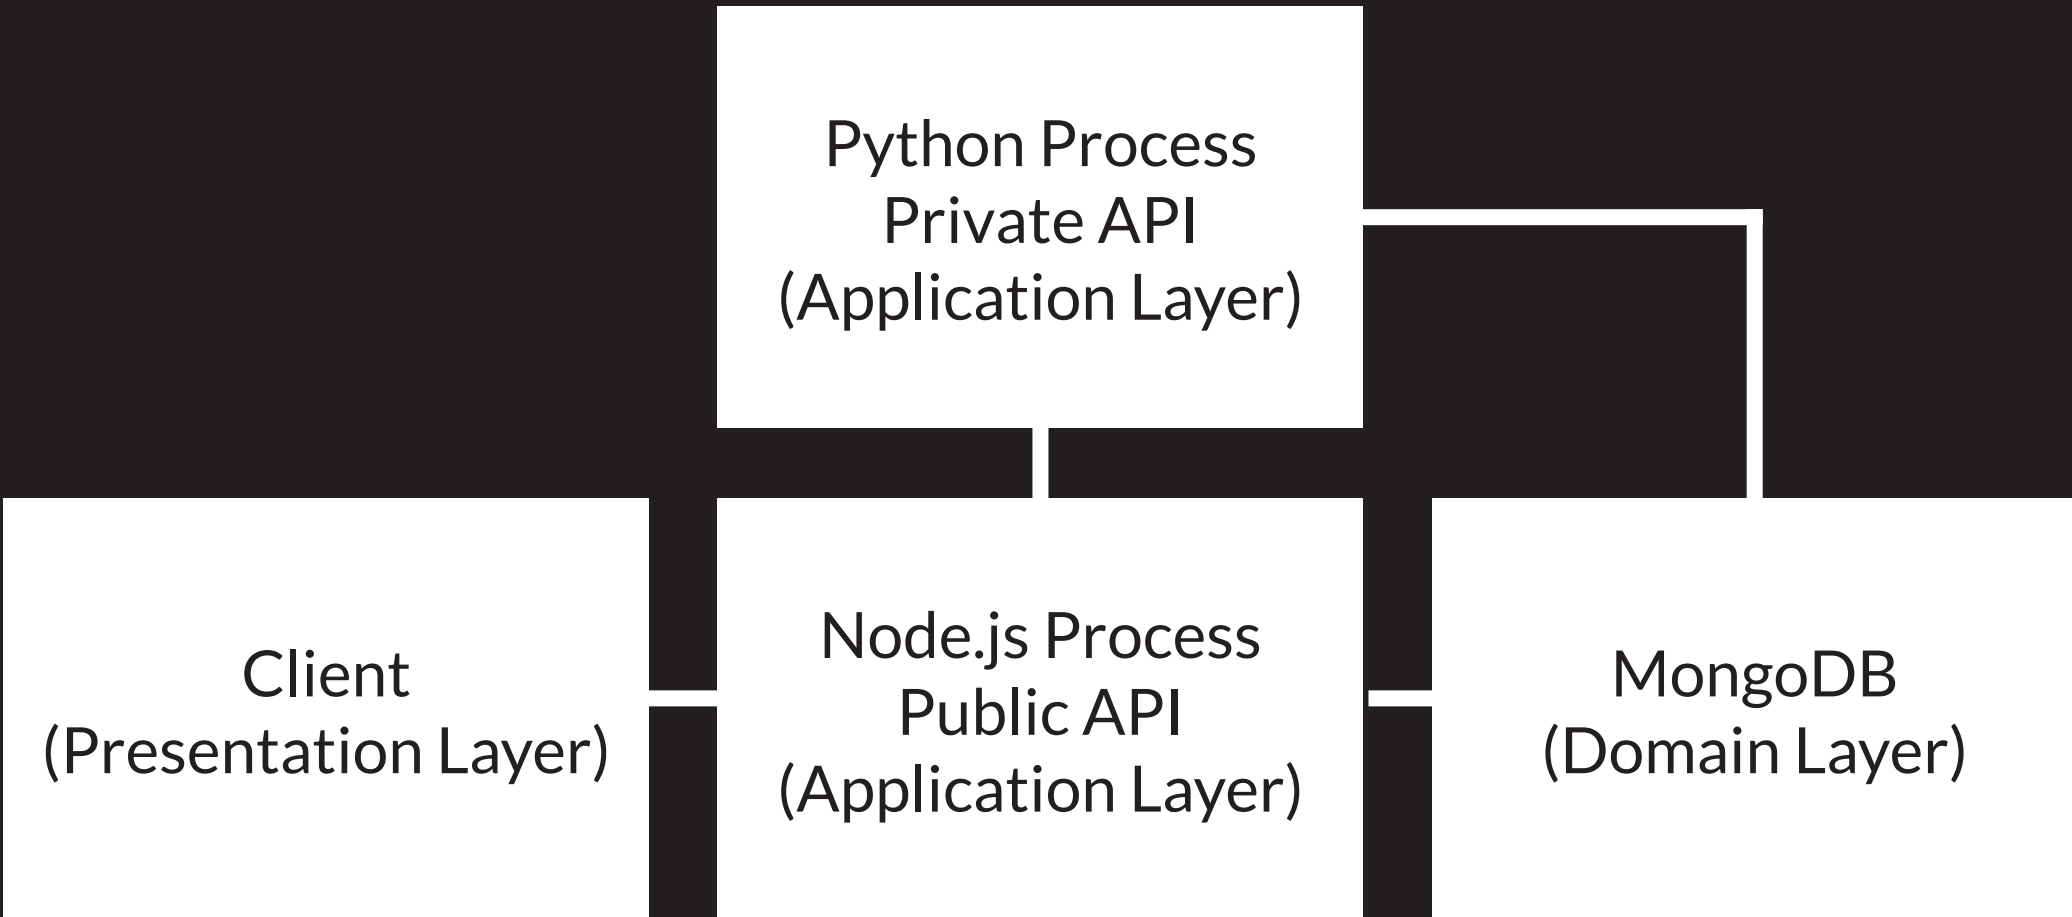 Python Process
Private API
(Application Layer)
Client
(Presentation Layer)
Node.js Process
Public API
(Application Layer)
MongoDB
(Domain Layer)